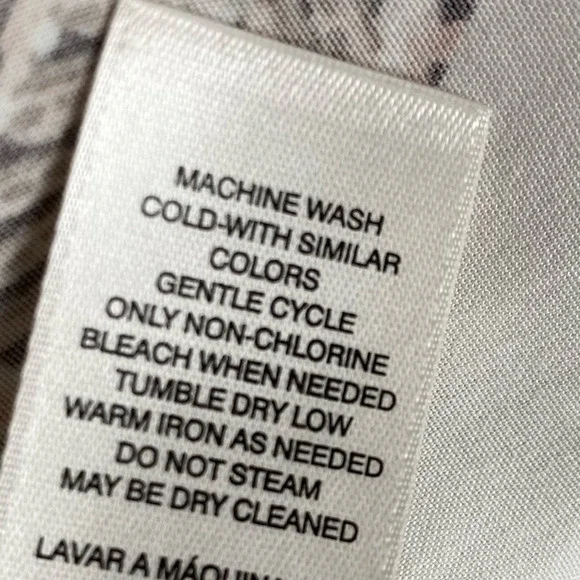 MACHINE WASH
COLD-WITH SIMILAR
COLORS
GENTLE CYCLE
ONLY NON-CHLORINE
BLEACH WHEN NEEDED
TUMBLE DRY LOW
WARM IRON AS NEEDED
DO NOT STEAM
MAY BE DRY CLEANED
LAVAR A